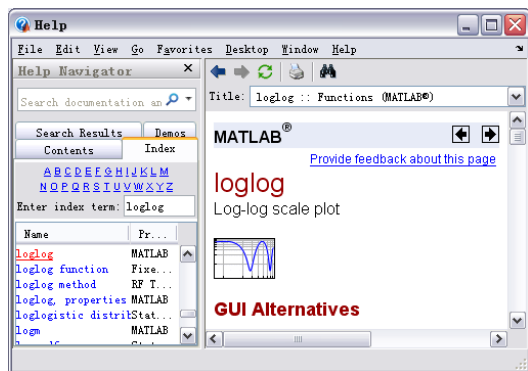 Help
File Edit View Go Favorites Desktop Window Help
Help Navigator
Search documentation an
Search Results Demos
Contents Index
A B C D E F G H I J K L M
N O P Q R S T U V W X Y Z
Enter index term: loglog
Name Pr...
loglog MATLAB
loglog function Fixe...
loglog method RF T...
loglog, properties MATLAB
loglogistic distrib Stat...
logm MATLAB
Title: loglog :: Functions (MATLAB®)
MATLAB®
Provide feedback about this page
loglog
Log-log scale plot
GUI Alternatives